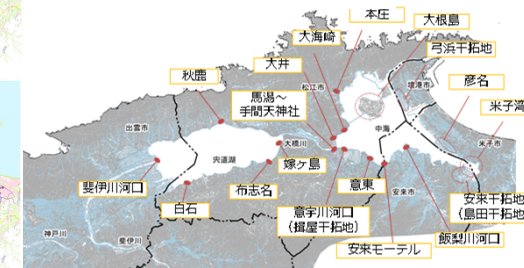 本庄
大根島
大海崎
弓浜干拓地
大井
秋鹿
松江市
境港市
彦名
馬潟～
手間天神社
米子湾
出雲市
中海
大橋川
米子市
宍道湖
嫁ヶ島
斐伊川河口
布志名
意東
安来市
安来干拓地
（島田干拓地）
白石
意宇川河口
（揖屋干拓地）
神戸川
斐伊川
安来モーテル
飯梨川河口